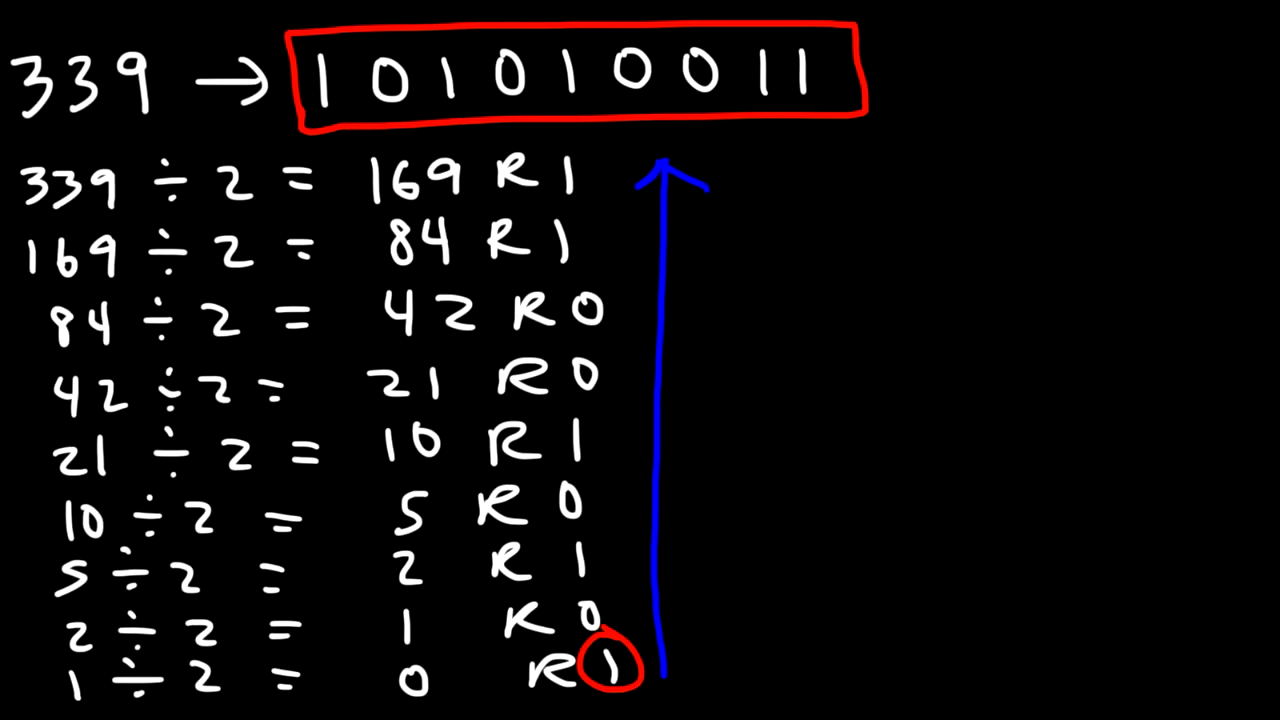 339 → 101010011
339 ÷ 2 = 169 R 1
169 ÷ 2 = 84 R 1
84 ÷ 2 = 42 R 0
42 ÷ 2 = 21 R 0
21 ÷ 2 = 10 R 1
10 ÷ 2 = 5 R 0
5 ÷ 2 = 2 R 1
2 ÷ 2 = 1 R 0
1 ÷ 2 = 0 R 1